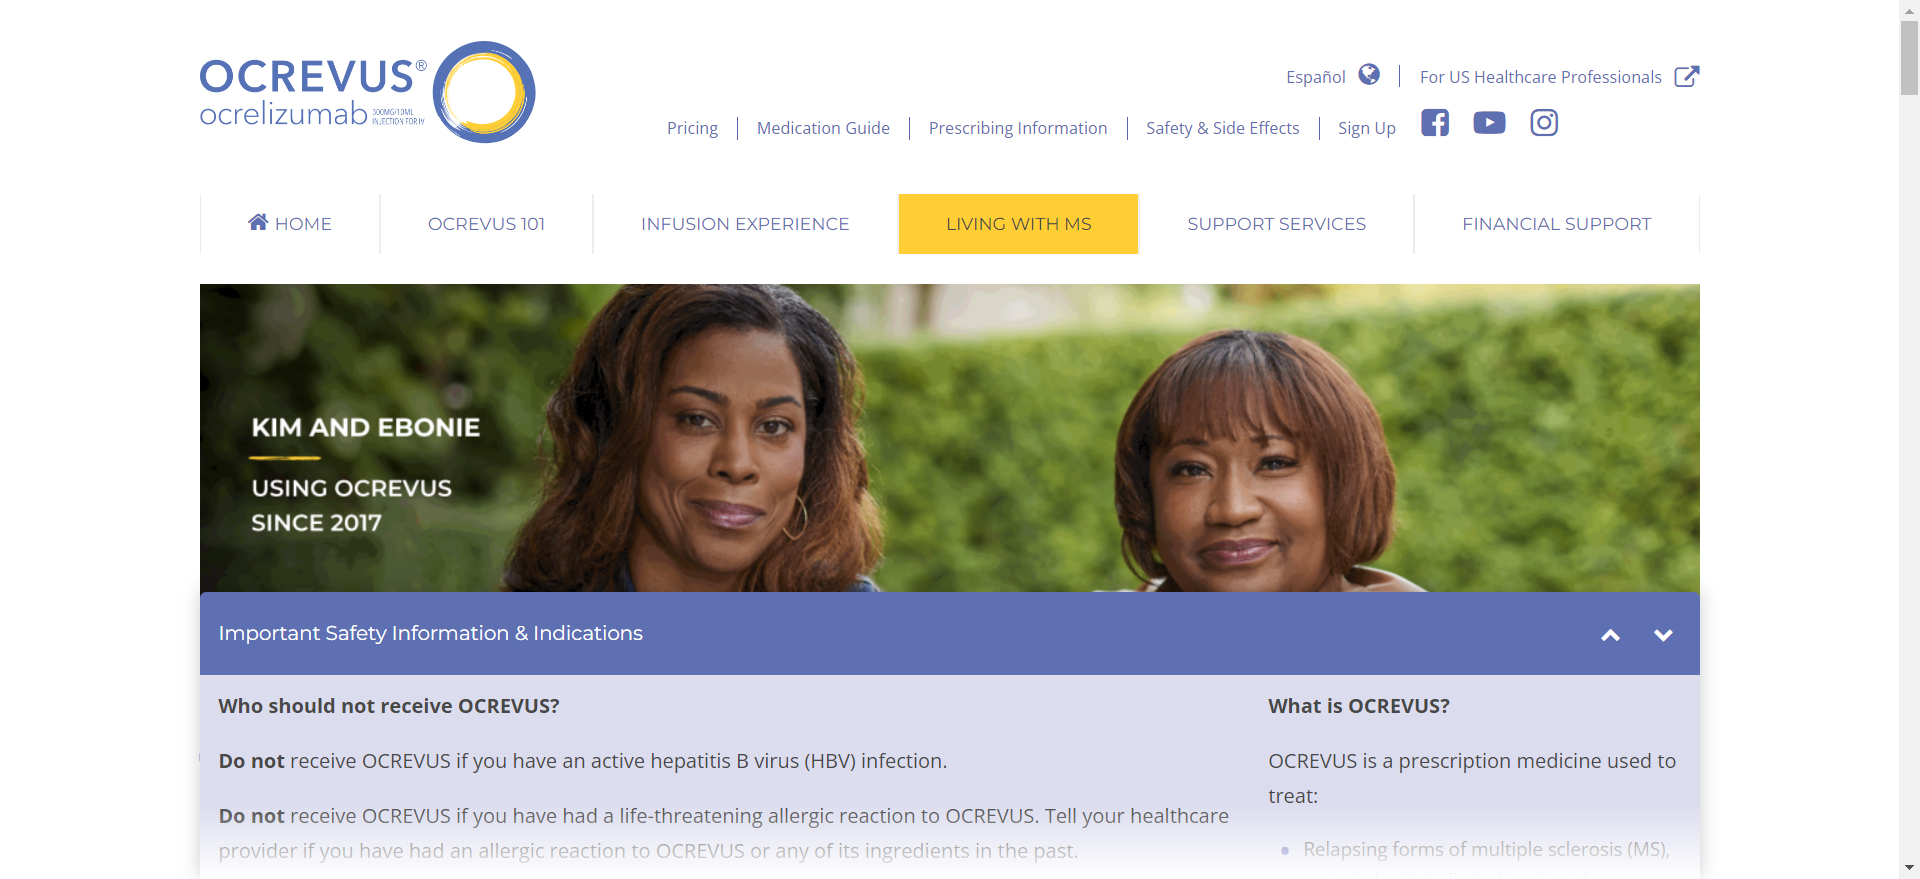 OCREVUS®
ocrelizumab 300MG/10ML INJECTION FOR IV
Español
For US Healthcare Professionals
Pricing
Medication Guide
Prescribing Information
Safety & Side Effects
Sign Up
HOME
OCREVUS 101
INFUSION EXPERIENCE
LIVING WITH MS
SUPPORT SERVICES
FINANCIAL SUPPORT
KIM AND EBONIE
USING OCREVUS
SINCE 2017
Important Safety Information & Indications
Who should not receive OCREVUS?
Do not receive OCREVUS if you have an active hepatitis B virus (HBV) infection.
Do not receive OCREVUS if you have had a life-threatening allergic reaction to OCREVUS. Tell your healthcare
provider if you have had an allergic reaction to OCREVUS or any of its ingredients in the past.
What is OCREVUS?
OCREVUS is a prescription medicine used to
treat:
Relapsing forms of multiple sclerosis (MS),